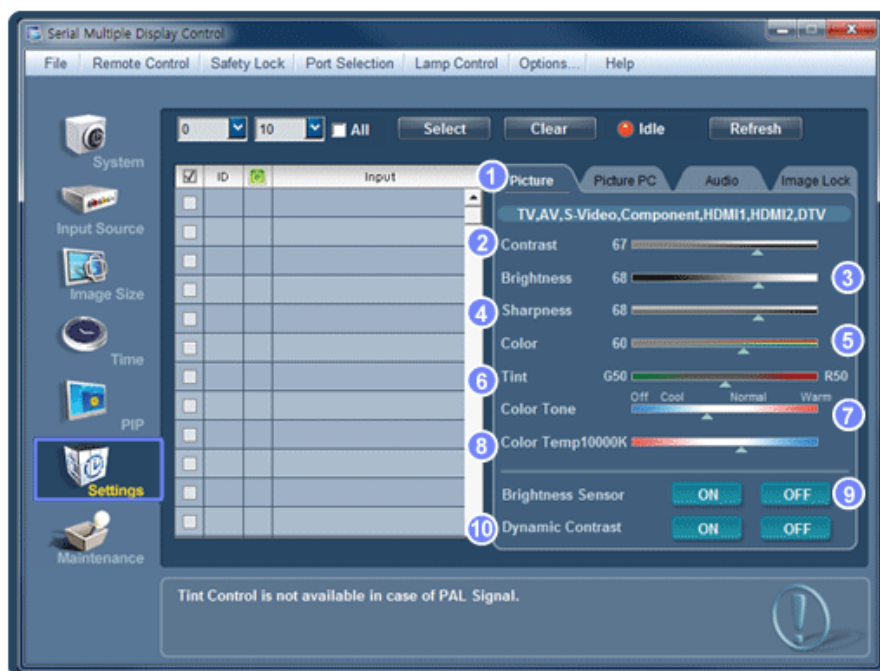 Serial Multiple Display Control
File Remote Control Safety Lock Port Selection Lamp Control Options... Help
0 10 All Select Clear Idle Refresh
System
Input Source
Image Size
Time
PIP
Settings
Maintenance
ID Input
1 Picture Picture PC Audio Image Lock
TV,AV,S-Video,Component,HDMI1,HDMI2,DTV
2 Contrast 67
Brightness 68 3
4 Sharpness 68
Color 60 5
6 Tint G50 R50
Off Cool Normal Warm
Color Tone 7
8 Color Temp10000K
Brightness Sensor ON OFF 9
10 Dynamic Contrast ON OFF
Tint Control is not available in case of PAL Signal.